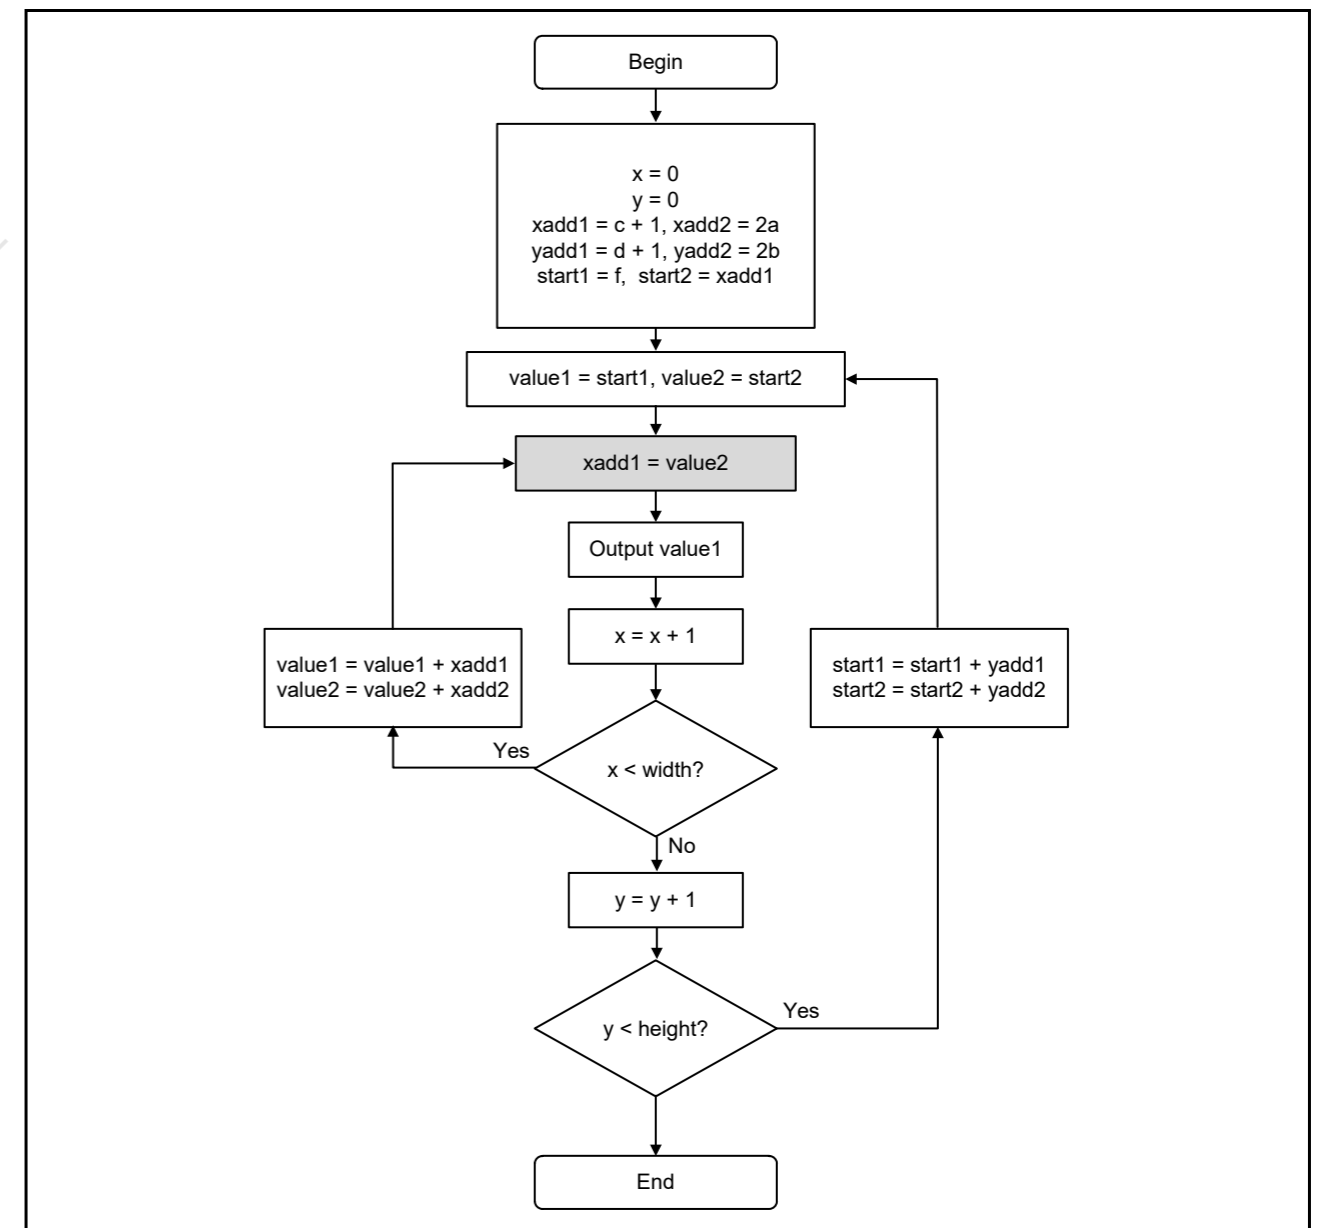 Begin
x = 0
y = 0
xadd1 = c + 1, xadd2 = 2a
yadd1 = d + 1, yadd2 = 2b
start1 = f, start2 = xadd1
value1 = start1, value2 = start2
xadd1 = value2
Output value1
x = x + 1
value1 = value1 + xadd1
value2 = value2 + xadd2
start1 = start1 + yadd1
start2 = start2 + yadd2
Yes
x < width?
No
y = y + 1
Yes
y < height?
End